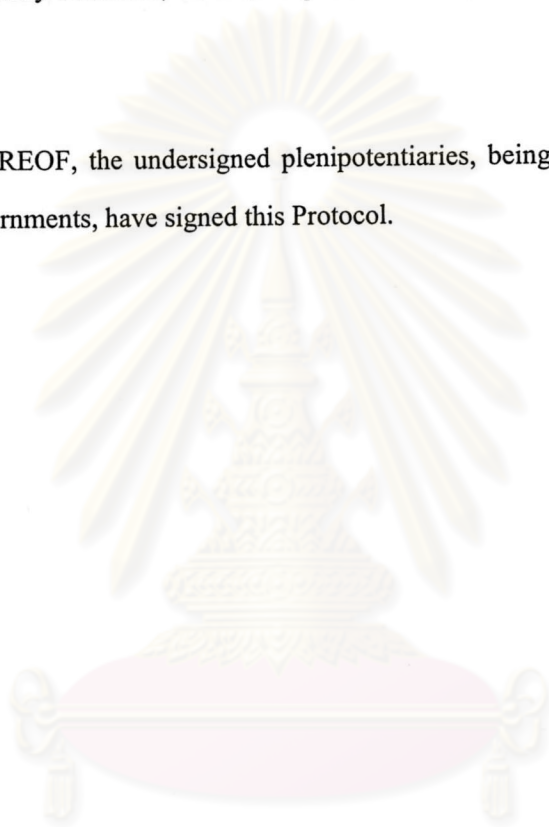 REOF, the undersigned plenipotentiaries, being
rnments, have signed this Protocol.